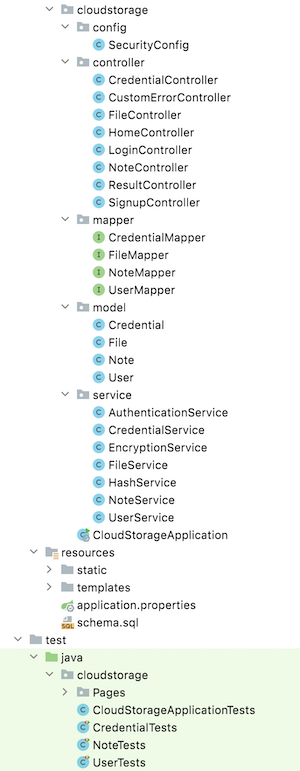 cloudstorage
config
SecurityConfig
controller
CredentialController
CustomErrorController
FileController
HomeController
LoginController
NoteController
ResultController
SignupController
mapper
CredentialMapper
FileMapper
NoteMapper
UserMapper
model
Credential
File
Note
User
service
AuthenticationService
CredentialService
EncryptionService
FileService
HashService
NoteService
UserService
CloudStorageApplication
resources
static
templates
application.properties
schema.sql
test
java
cloudstorage
Pages
CloudStorageApplicationTests
CredentialTests
NoteTests
UserTests